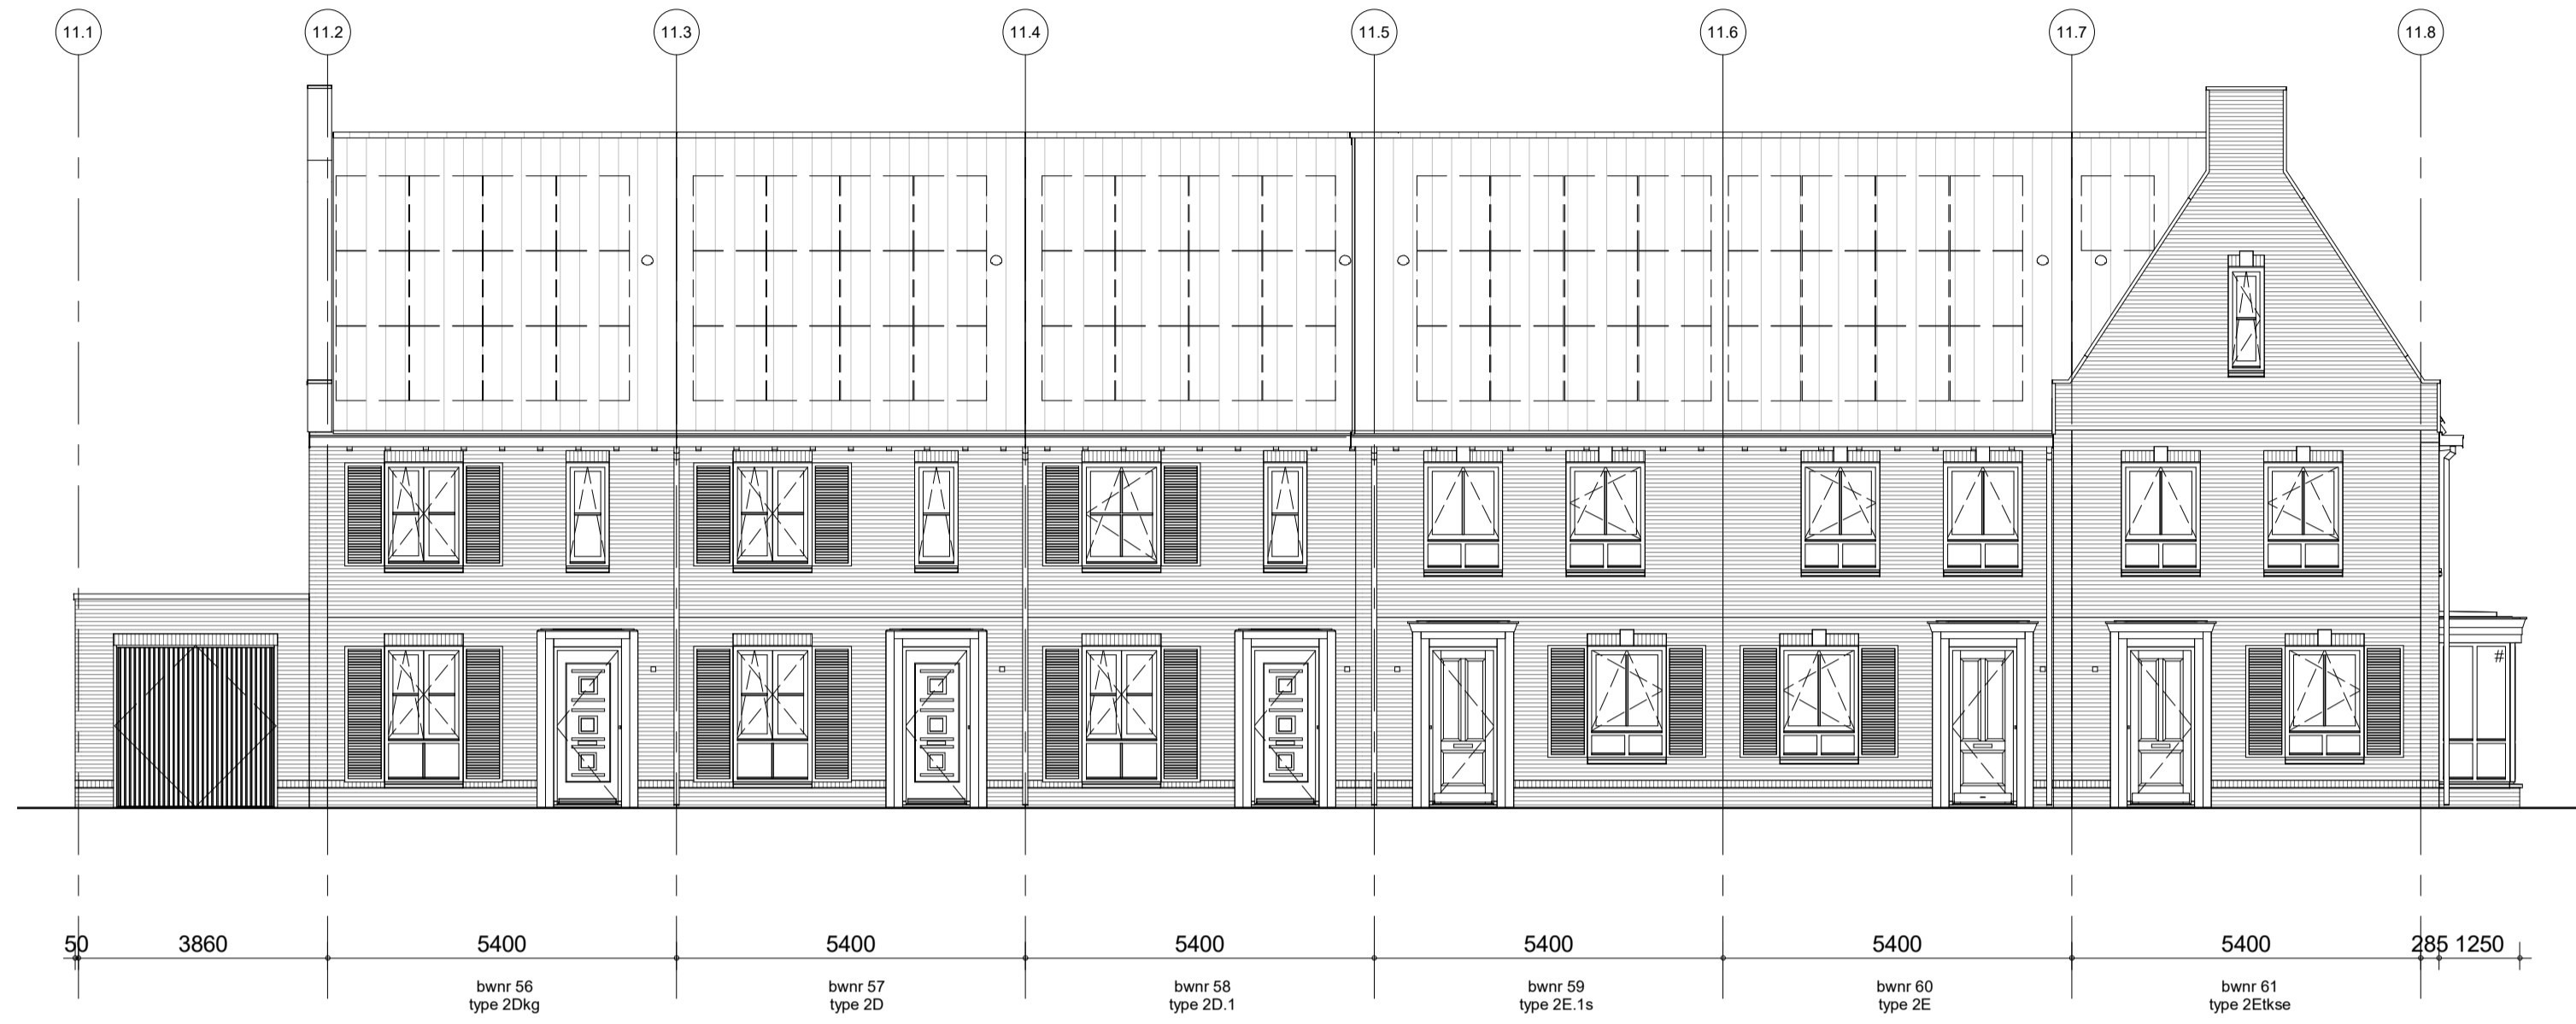 11.1 11.2 11.3 11.4 11.5 11.6 11.7 11.8
#
50 3860 5400 5400 5400 5400 5400 5400 285 1250
bwnr 56 bwnr 57 bwnr 58 bwnr 59 bwnr 60 bwnr 61
type 2Dkg type 2D type 2D.1 type 2E.1s type 2E type 2Etkse